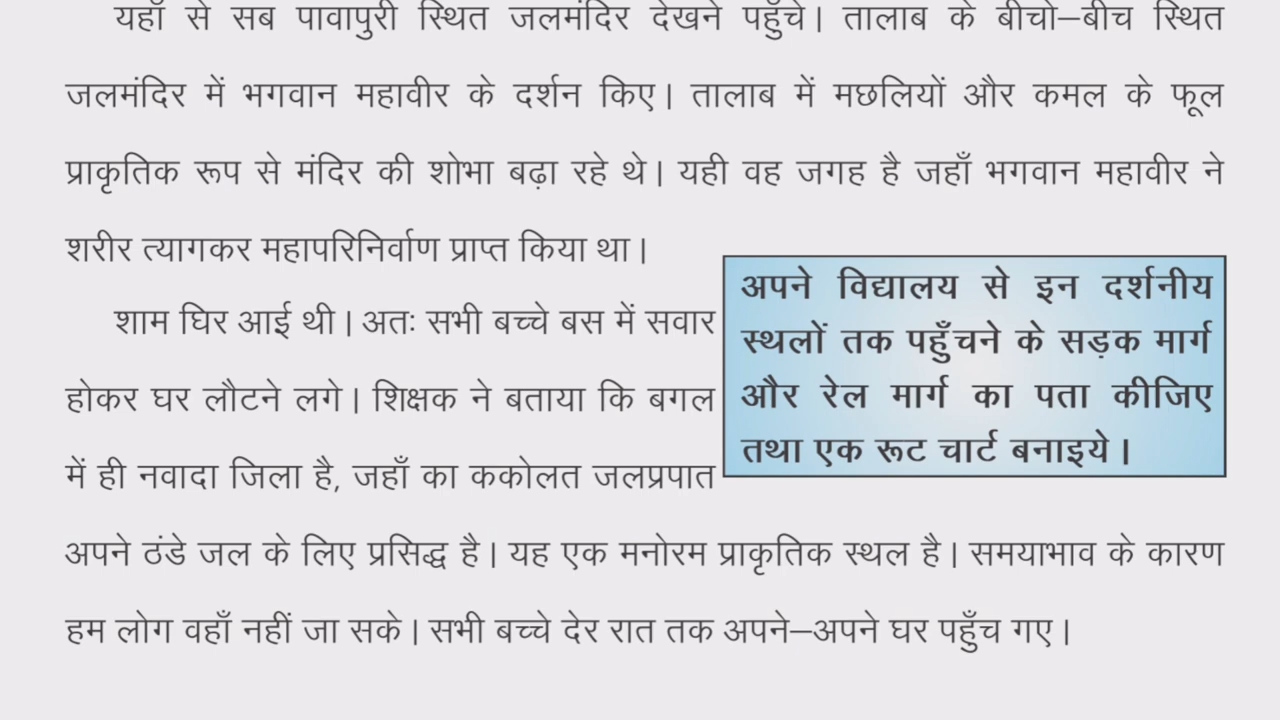 यहाँ से सब पावापुरी स्थित जलमंदिर देखने पहुँचे। तालाब के बीचो–बीच स्थित
जलमंदिर में भगवान महावीर के दर्शन किए। तालाब में मछलियों और कमल के फूल
प्राकृतिक रूप से मंदिर की शोभा बढ़ा रहे थे। यही वह जगह है जहाँ भगवान महावीर ने
शरीर त्यागकर महापरिनिर्वाण प्राप्त किया था।
शाम घिर आई थी। अतः सभी बच्चे बस में सवार
होकर घर लौटने लगे। शिक्षक ने बताया कि बगल
में ही नवादा जिला है, जहाँ का ककोलत जलप्रपात
अपने ठंडे जल के लिए प्रसिद्ध है। यह एक मनोरम प्राकृतिक स्थल है। समयाभाव के कारण
हम लोग वहाँ नहीं जा सके। सभी बच्चे देर रात तक अपने–अपने घर पहुँच गए।
अपने विद्यालय से इन दर्शनीय
स्थलों तक पहुँचने के सड़क मार्ग
और रेल मार्ग का पता कीजिए
तथा एक रूट चार्ट बनाइये।